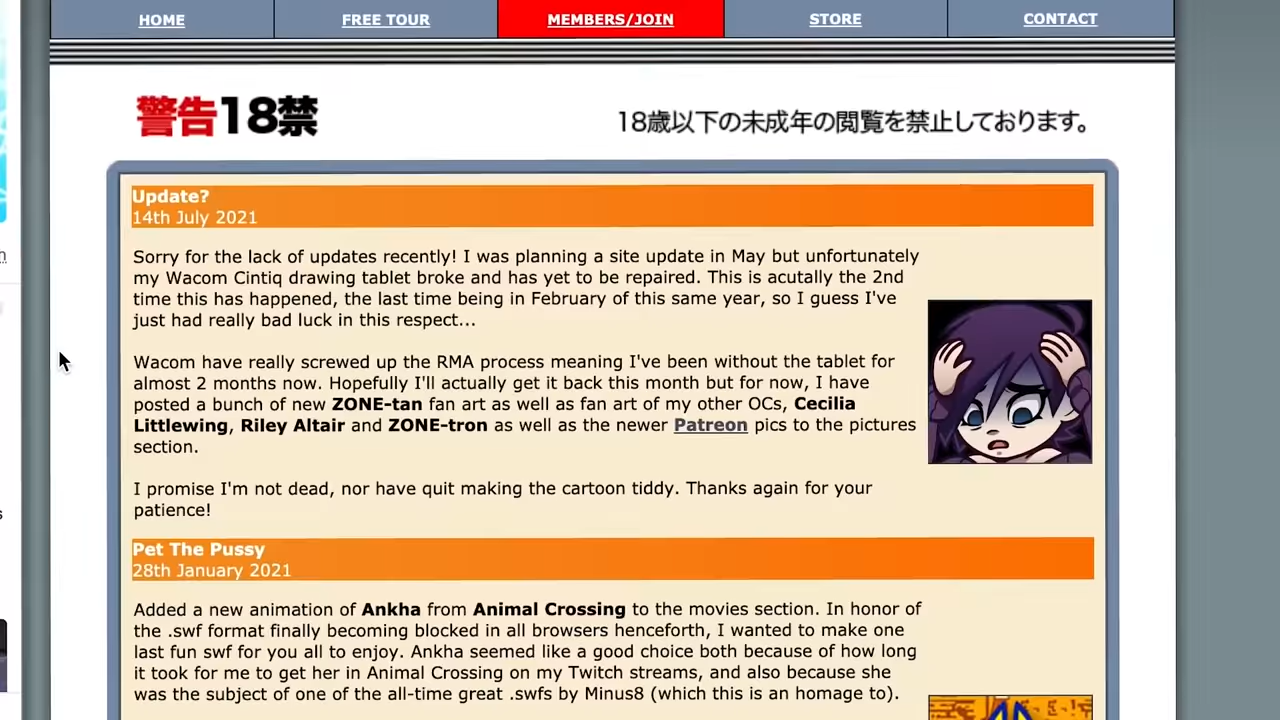 HOME FREE TOUR MEMBERS/JOIN STORE CONTACT
警告18禁
18歳以下の未成年の閲覧を禁止しております。
Update?
14th July 2021
Sorry for the lack of updates recently! I was planning a site update in May but unfortunately
my Wacom Cintiq drawing tablet broke and has yet to be repaired. This is acutally the 2nd
time this has happened, the last time being in February of this same year, so I guess I've
just had really bad luck in this respect...
Wacom have really screwed up the RMA process meaning I've been without the tablet for
almost 2 months now. Hopefully I'll actually get it back this month but for now, I have
posted a bunch of new ZONE-tan fan art as well as fan art of my other OCs, Cecilia
Littlewing, Riley Altair and ZONE-tron as well as the newer Patreon pics to the pictures
section.
I promise I'm not dead, nor have quit making the cartoon tiddy. Thanks again for your
patience!
Pet The Pussy
28th January 2021
Added a new animation of Ankha from Animal Crossing to the movies section. In honor of
the .swf format finally becoming blocked in all browsers henceforth, I wanted to make one
last fun swf for you all to enjoy. Ankha seemed like a good choice both because of how long
it took for me to get her in Animal Crossing on my Twitch streams, and also because she
was the subject of one of the all-time great .swfs by Minus8 (which this is an homage to).